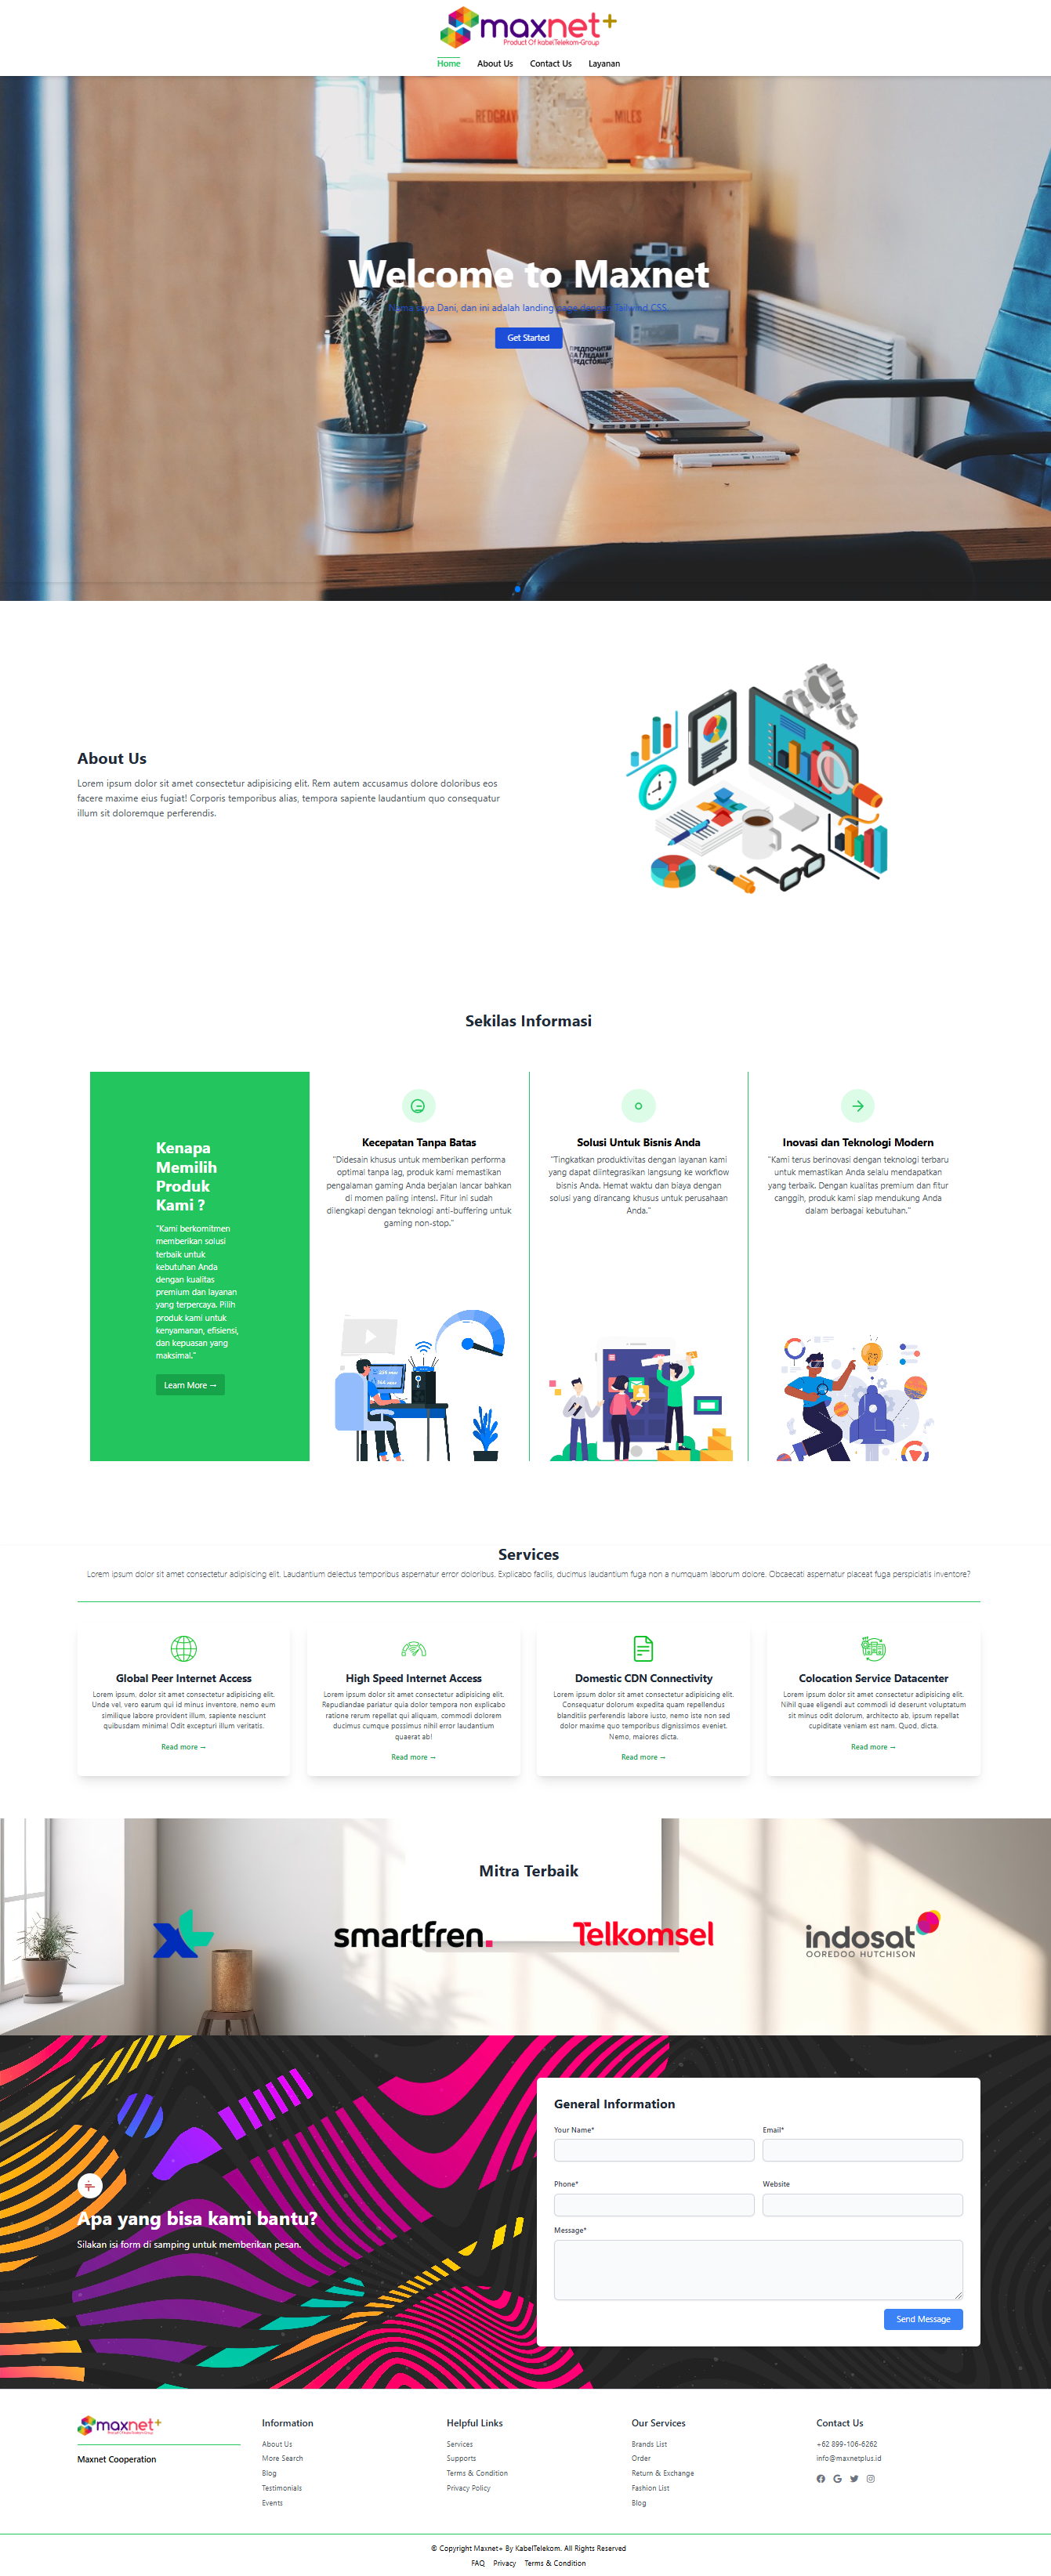 maxnet+
Product Of kabelTelekom-Group
Home About Us Contact Us Layanan
REDGRAV MILES
Welcome to Maxnet
Nama saya Dani, dan ini adalah landing page dengan Tailwind CSS.
Get Started
About Us
Lorem ipsum dolor sit amet consectetur adipisicing elit. Rem autem accusamus dolore doloribus eos
facere maxime eius fugiat! Corporis temporibus alias, tempora sapiente laudantium quo consequatur
illum sit doloremque perferendis.
Sekilas Informasi
Kenapa
Memilih
Produk
Kami ?
"Kami berkomitmen
memberikan solusi
terbaik untuk
kebutuhan Anda
dengan kualitas
premium dan layanan
yang terpercaya. Pilih
produk kami untuk
kenyamanan, efisiensi,
dan kepuasan yang
maksimal."
Learn More →
Kecepatan Tanpa Batas
"Didesain khusus untuk memberikan performa
optimal tanpa lag, produk kami memastikan
pengalaman gaming Anda berjalan lancar bahkan
di momen paling intens!. Fitur ini sudah
dilengkapi dengan teknologi anti-buffering untuk
gaming non-stop."
Solusi Untuk Bisnis Anda
"Tingkatkan produktivitas dengan layanan kami
yang dapat diintegrasikan langsung ke workflow
bisnis Anda. Hemat waktu dan biaya dengan
solusi yang dirancang khusus untuk perusahaan
Anda."
Inovasi dan Teknologi Modern
"Kami terus berinovasi dengan teknologi terbaru
untuk memastikan Anda selalu mendapatkan
yang terbaik. Dengan kualitas premium dan fitur
canggih, produk kami siap mendukung Anda
dalam berbagai kebutuhan."
Services
Lorem ipsum dolor sit amet consectetur adipisicing elit. Laudantium delectus temporibus aspernatur error doloribus. Explicabo facilis, ducimus laudantium fuga non a numquam laborum dolore. Obcaecati aspernatur placeat fuga perspiciatis inventore?
Global Peer Internet Access
Lorem ipsum, dolor sit amet consectetur adipisicing elit.
Unde vel, vero earum qui id minus inventore, nemo eum
similique labore provident illum, sapiente nesciunt
quibusdam minima! Odit excepturi illum veritatis.
Read more →
High Speed Internet Access
Lorem ipsum dolor sit amet consectetur adipisicing elit.
Repudiandae pariatur quia dolor tempora non explicabo
ratione rerum repellat qui aliquam, commodi dolorem
ducimus cumque possimus nihil error laudantium
quaerat ab!
Read more →
Domestic CDN Connectivity
Lorem ipsum dolor sit amet consectetur adipisicing elit.
Consequatur dolorum expedita quam repellendus
blanditiis perferendis labore iusto, nemo iste non sed
dolor maxime quo temporibus dignissimos eveniet.
Nemo, maiores dicta.
Read more →
Colocation Service Datacenter
Lorem ipsum dolor sit amet consectetur adipisicing elit.
Nihil quae eligendi aut commodi id deserunt voluptatum
sit minus odit dolorum, architecto ab, ipsum repellat
cupiditate veniam est nam. Quod, dicta.
Read more →
Mitra Terbaik
XL
smartfren.
Telkomsel
indosat
OOREDOO HUTCHISON
Apa yang bisa kami bantu?
Silakan isi form di samping untuk memberikan pesan.
General Information
Your Name* Email*
Phone* Website
Message*
Send Message
maxnet+
Maxnet Cooperation
Information
About Us
More Search
Blog
Testimonials
Events
Helpful Links
Services
Supports
Terms & Condition
Privacy Policy
Our Services
Brands List
Order
Return & Exchange
Fashion List
Blog
Contact Us
+62 899-106-6262
info@maxnetplus.id
© Copyright Maxnet+ By KabelTelekom. All Rights Reserved
FAQ Privacy Terms & Condition